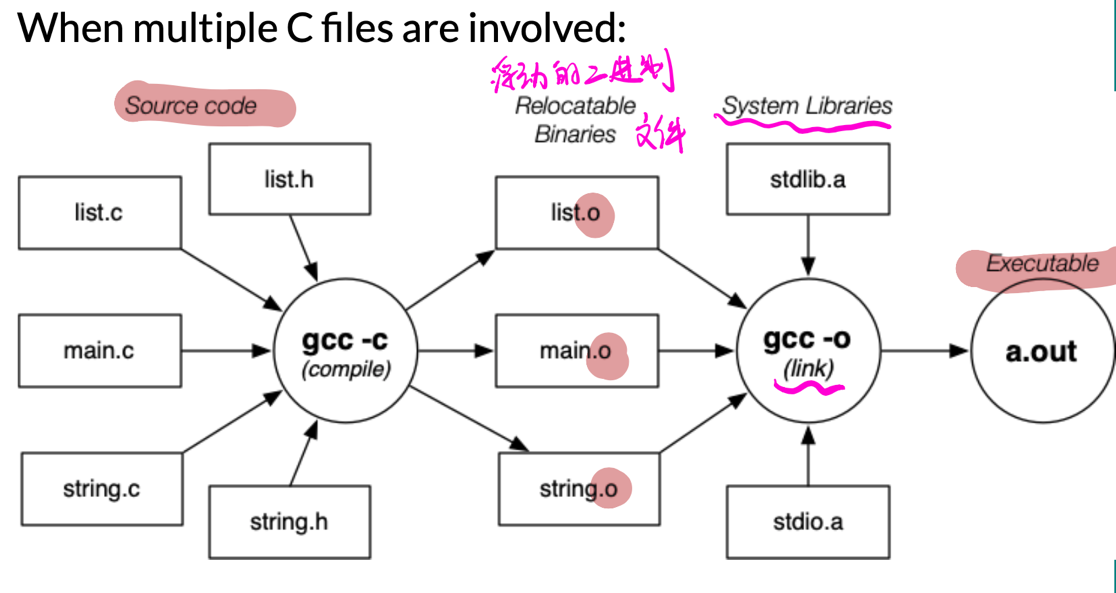 When multiple C files are involved:
浮动的二进制
Source code
Relocatable
Binaries
文件
System Libraries
list.h
list.c
list.o
stdlib.a
Executable
main.c
gcc -c
(compile)
main.o
gcc -o
(link)
a.out
string.c
string.h
string.o
stdio.a